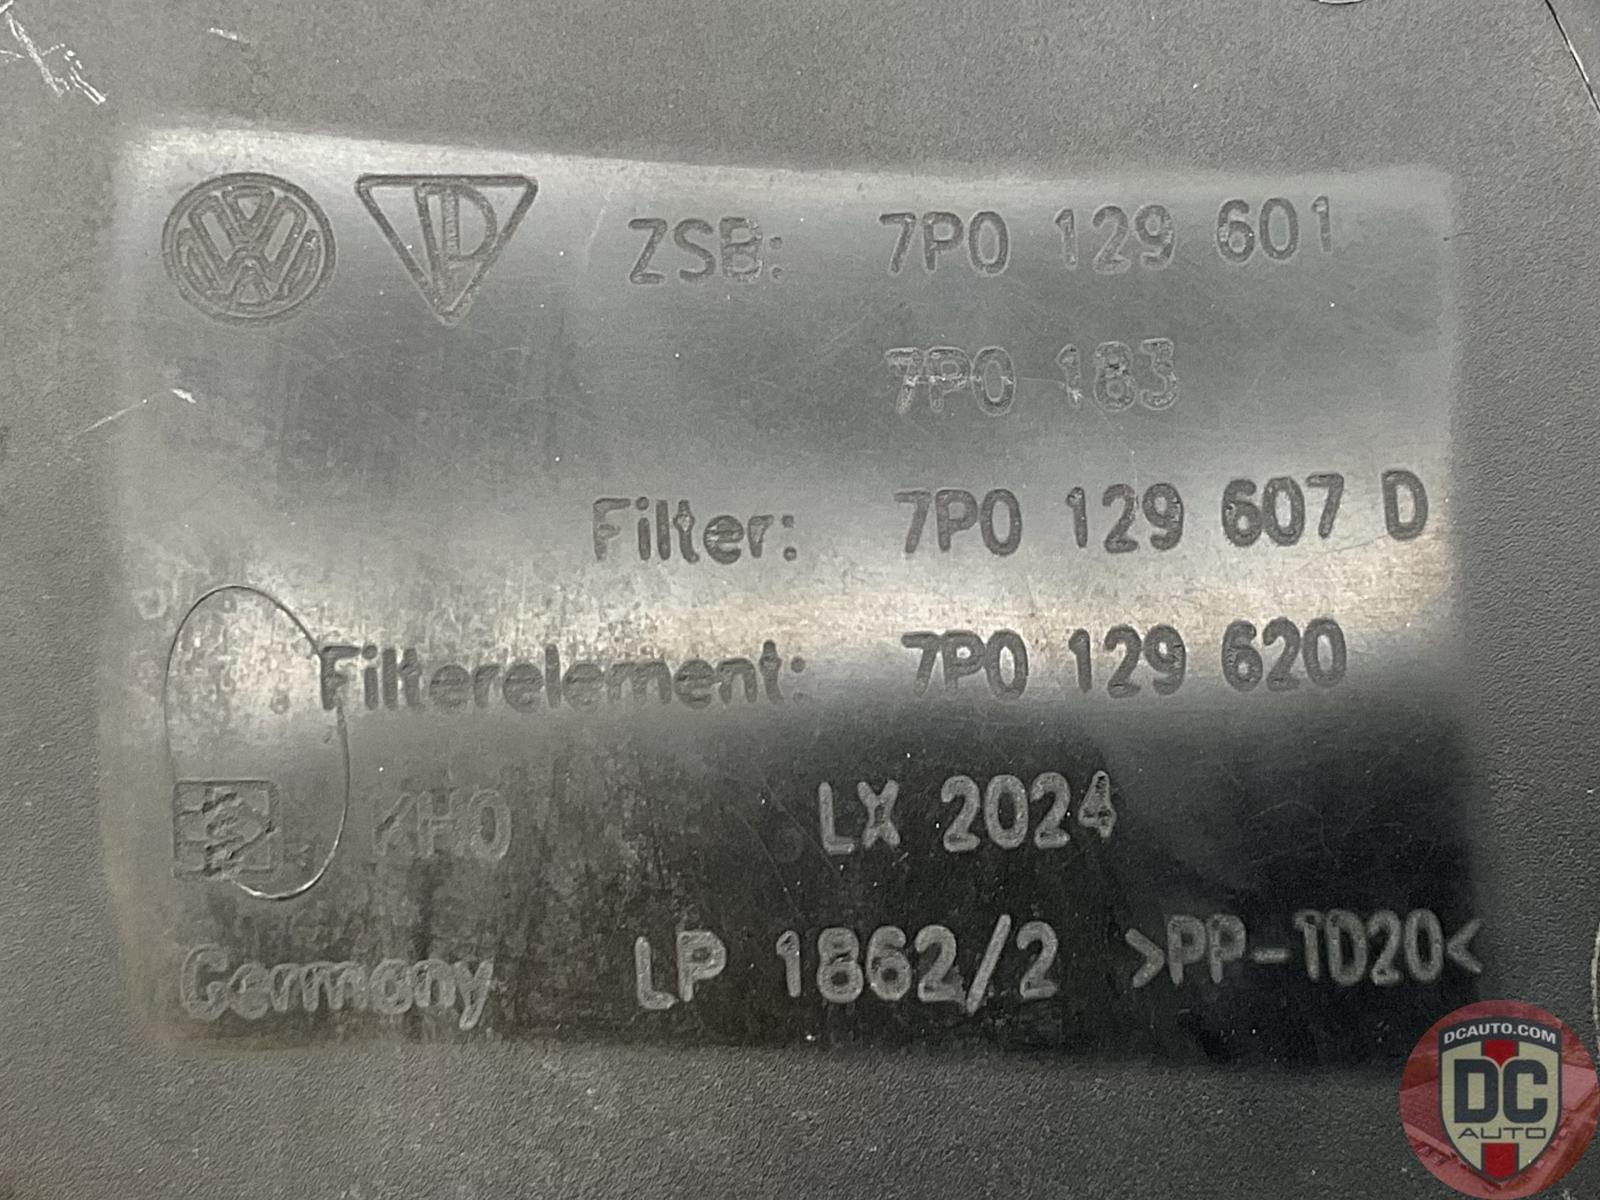 ZSB: 7P0 129 601
7P0 183
Filter: 7P0 129 607 D
Filterelement: 7P0 129 620
KHO LX 2024
Germany LP 1862/2 >PP-TD20<
DCAUTO.COM
DC
AUTO